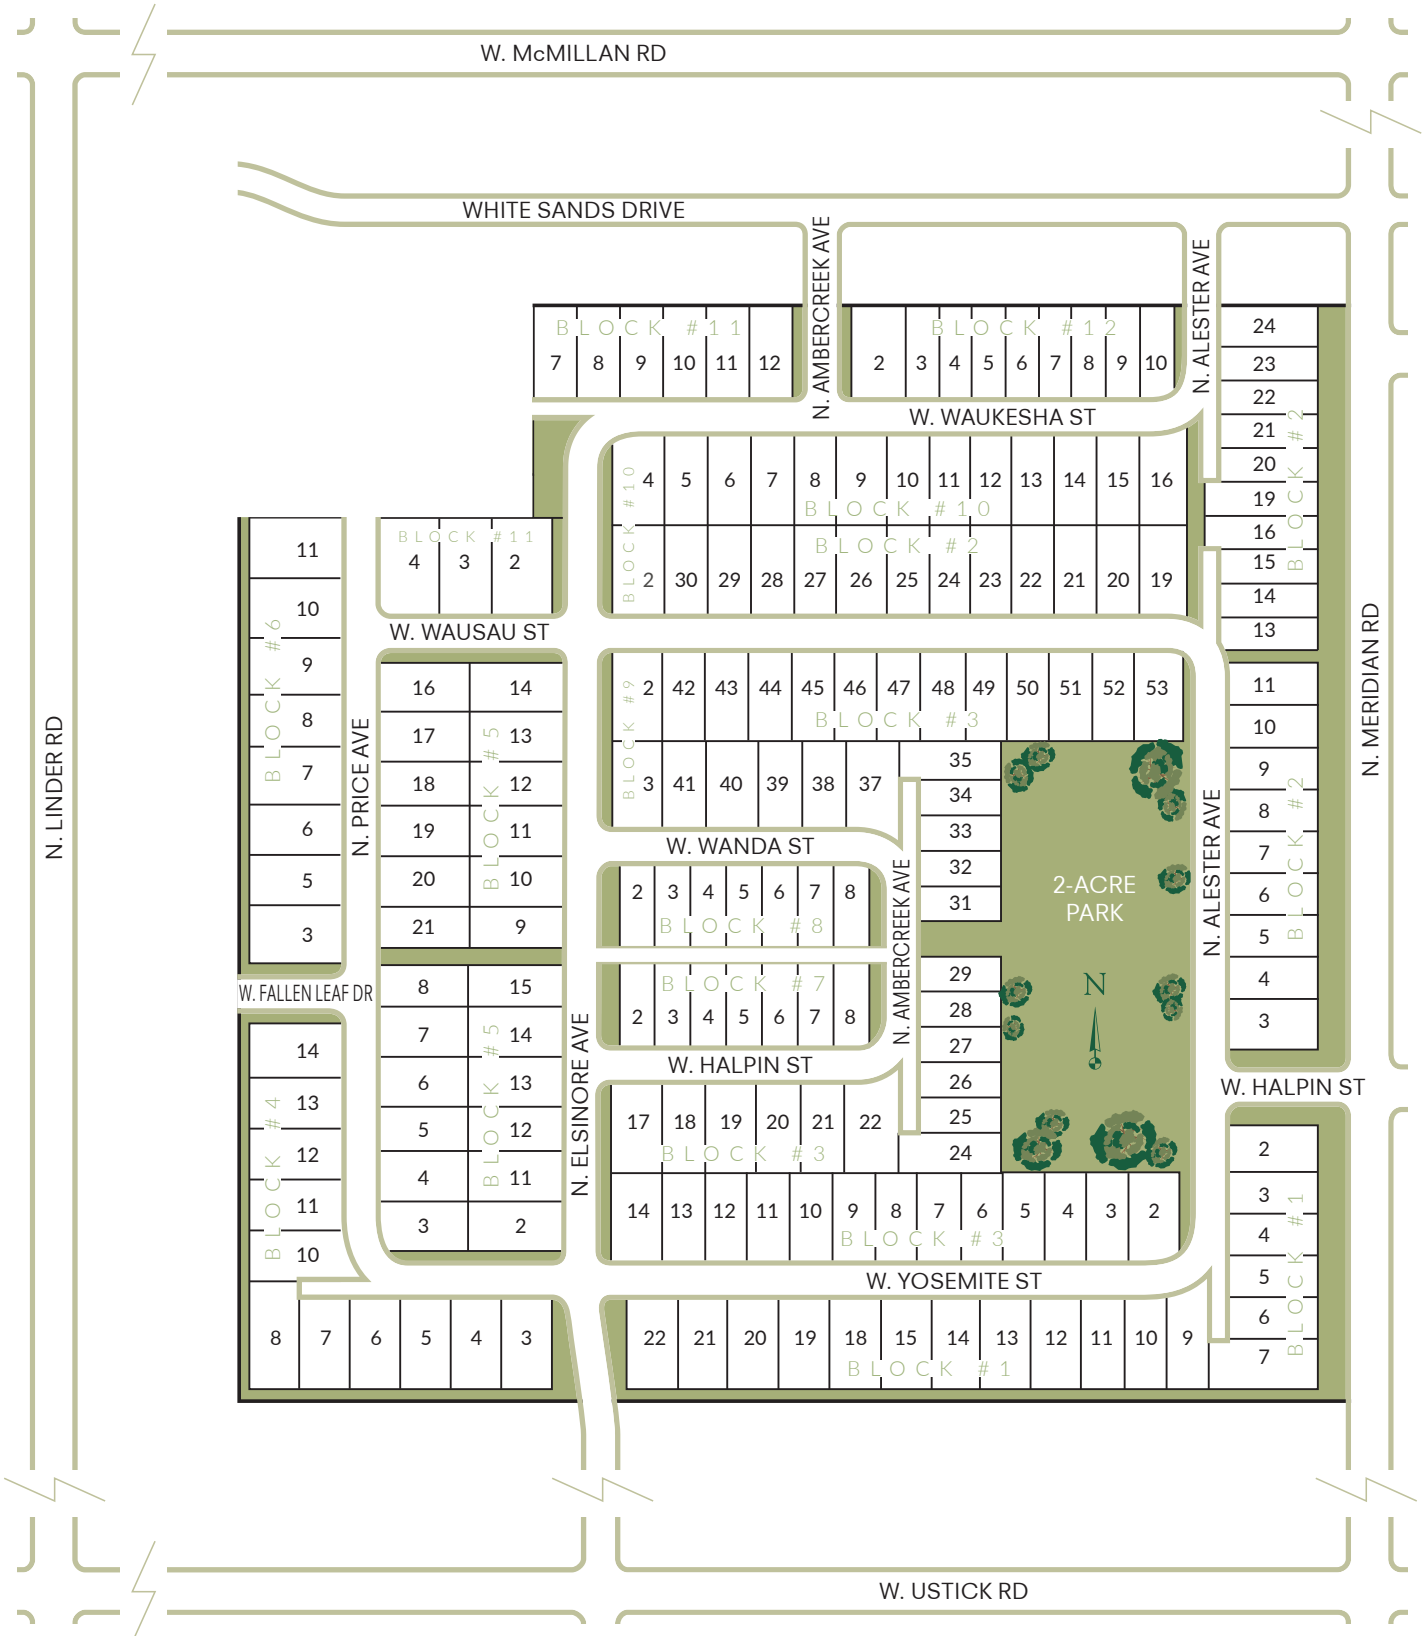 W. McMILLAN RD
WHITE SANDS DRIVE
N. AMBERCREEK AVE
N. ALESTER AVE
BLOCK #11
7 8 9 10 11 12
BLOCK #12
2 3 4 5 6 7 8 9 10
24
23
22
21
20
19
16
15
14
13
BLOCK #2
W. WAUKESHA ST
BLOCK #10
4 5 6 7 8 9 10 11 12 13 14 15 16
BLOCK #10
BLOCK #2
2 30 29 28 27 26 25 24 23 22 21 20 19
11
10
9
8
7
6
5
3
BLOCK #6
BLOCK #11
4 3 2
W. WAUSAU ST
N. LINDER RD
N. PRICE AVE
N. MERIDIAN RD
16 14
17 13
18 12
19 11
20 10
21 9
BLOCK #5
BLOCK #9
2 42 43 44 45 46 47 48 49 50 51 52 53
BLOCK #3
3 41 40 39 38 37
35
34
33
32
31
11
10
9
8
7
6
5
4
3
BLOCK #2
N. ALESTER AVE
W. WANDA ST
2 3 4 5 6 7 8
BLOCK #8
N. AMBERCREEK AVE
2-ACRE
PARK
BLOCK #7
2 3 4 5 6 7 8
N
29
28
27
26
25
24
W. FALLEN LEAF DR
8 15
7 14
6 13
5 12
4 11
3 2
BLOCK #5
N. ELSINORE AVE
14
13
12
11
10
BLOCK #4
W. HALPIN ST
W. HALPIN ST
17 18 19 20 21 22
BLOCK #3
14 13 12 11 10 9 8 7 6 5 4 3 2
BLOCK #3
2
3
4
5
6
7
BLOCK #1
W. YOSEMITE ST
8 7 6 5 4 3
22 21 20 19 18 15 14 13 12 11 10 9
BLOCK #1
W. USTICK RD